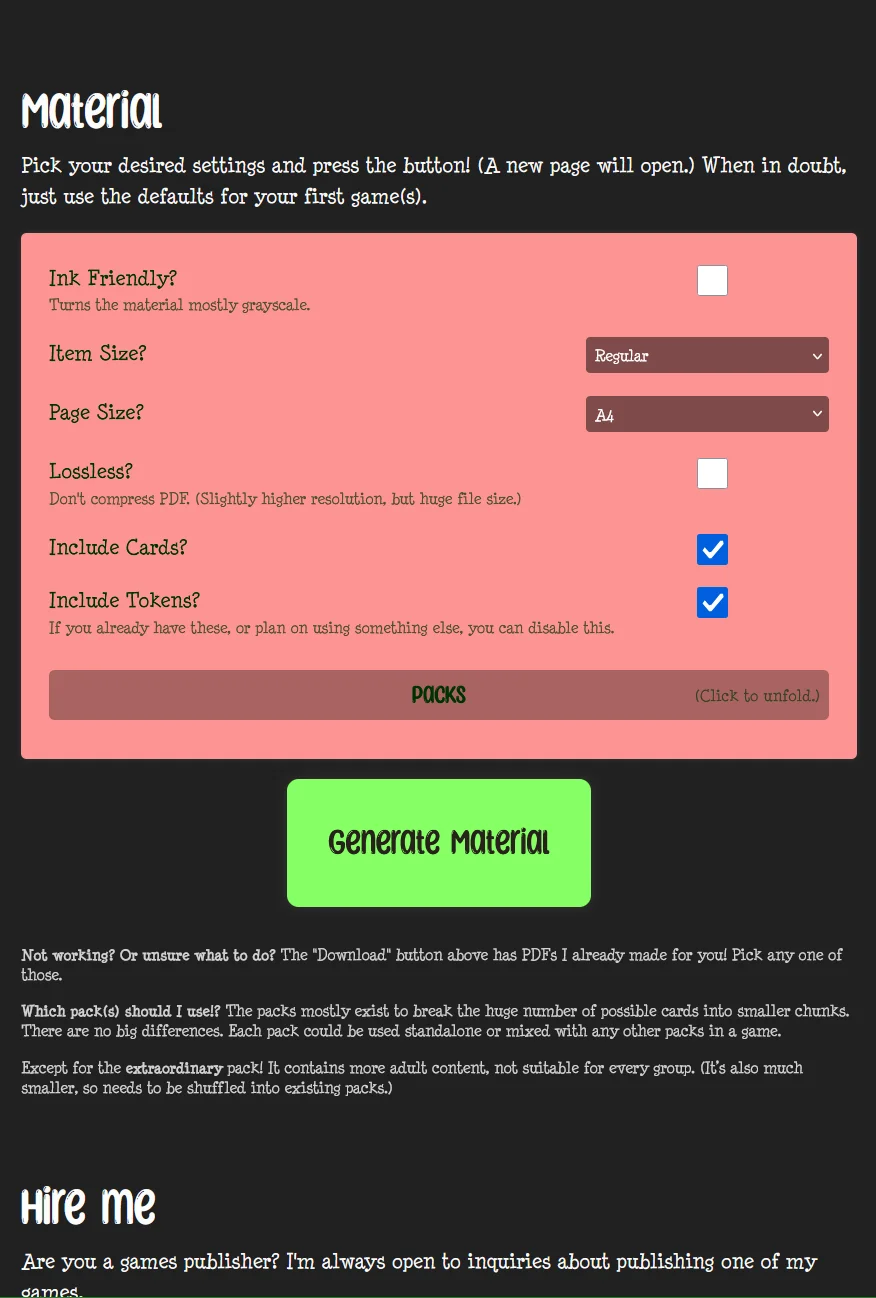 Material
Pick your desired settings and press the button! (A new page will open.) When in doubt,
just use the defaults for your first game(s).
Ink Friendly?
Turns the material mostly grayscale.
Item Size?
Regular
Page Size?
A4
Lossless?
Don't compress PDF. (Slightly higher resolution, but huge file size.)
Include Cards?
Include Tokens?
If you already have these, or plan on using something else, you can disable this.
Packs
(Click to unfold.)
Generate Material
Not working? Or unsure what to do? The "Download" button above has PDFs I already made for you! Pick any one of
those.
Which pack(s) should I use!? The packs mostly exist to break the huge number of possible cards into smaller chunks.
There are no big differences. Each pack could be used standalone or mixed with any other packs in a game.
Except for the extraordinary pack! It contains more adult content, not suitable for every group. (It's also much
smaller, so needs to be shuffled into existing packs.)
Hire me
Are you a games publisher? I'm always open to inquiries about publishing one of my
games.